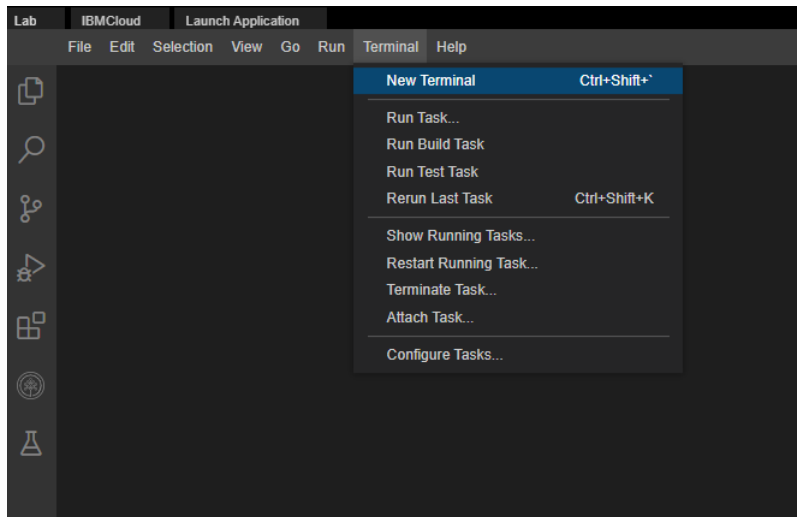 Lab IBMCloud Launch Application
File Edit Selection View Go Run Terminal Help
New Terminal Ctrl+Shift+`
Run Task...
Run Build Task
Run Test Task
Rerun Last Task Ctrl+Shift+K
Show Running Tasks...
Restart Running Task...
Terminate Task...
Attach Task...
Configure Tasks...